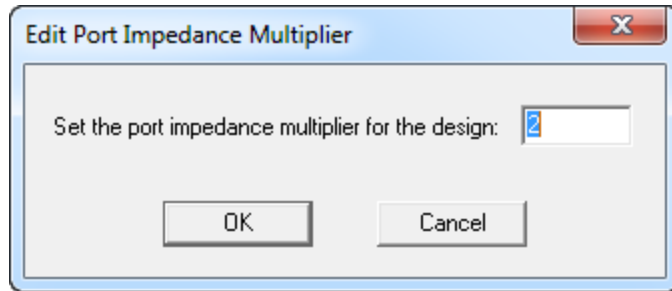 Edit Port Impedance Multiplier
Set the port impedance multiplier for the design: 2
OK Cancel